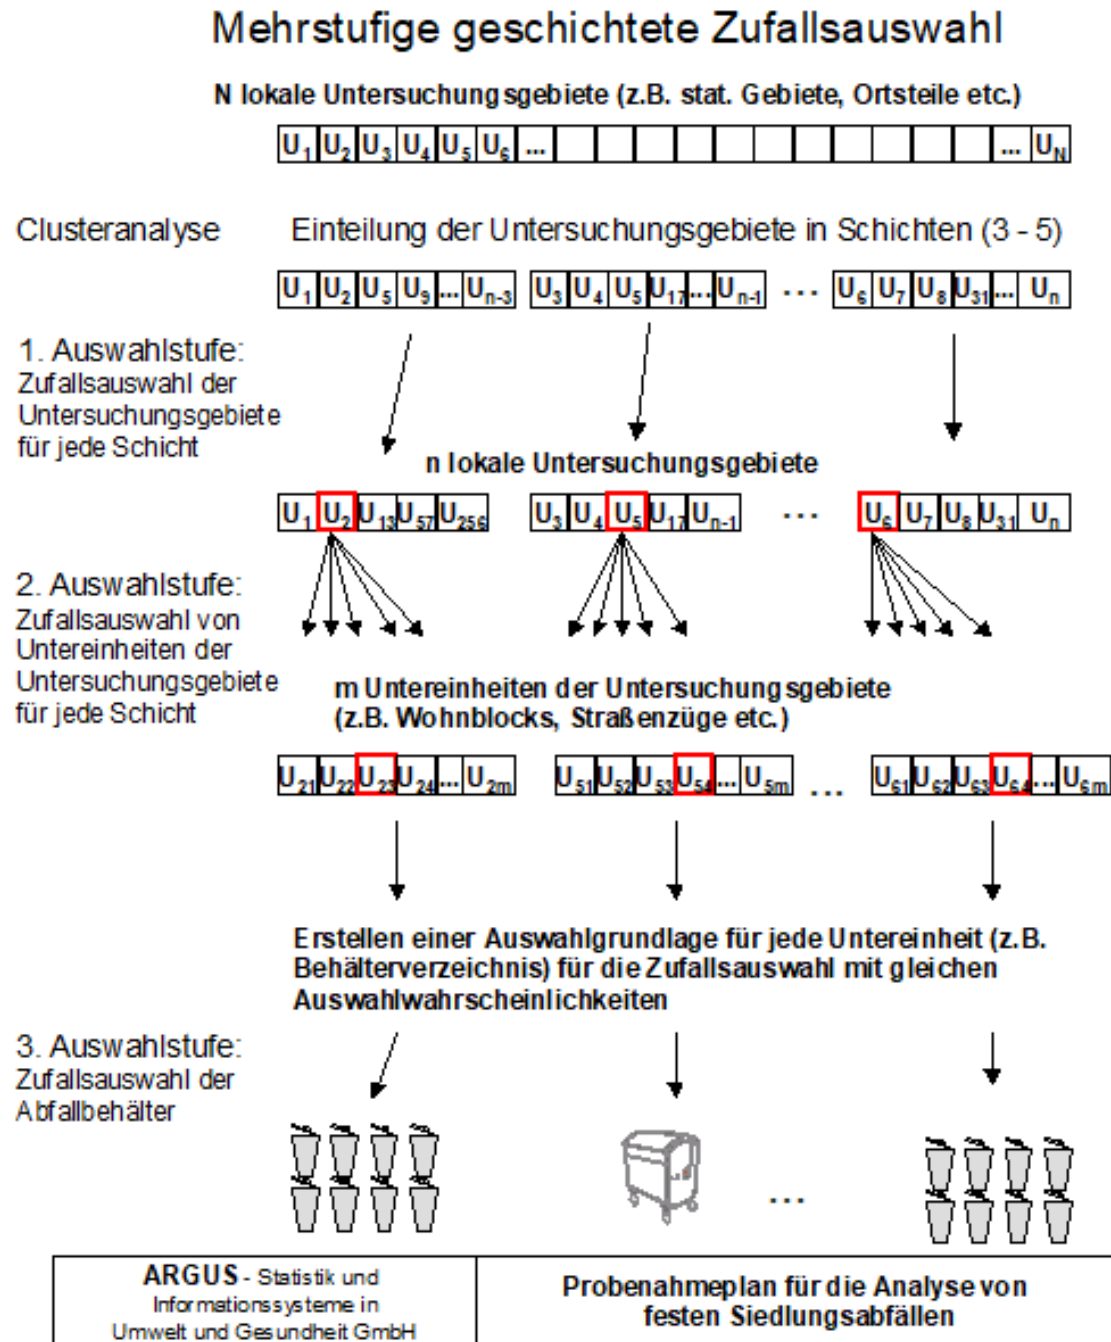 Mehrstufige geschichtete Zufallsauswahl
N lokale Untersuchungsgebiete (z.B. stat. Gebiete, Ortsteile etc.)
U1 U2 U3 U4 U5 U6 ... ... UN
Clusteranalyse Einteilung der Untersuchungsgebiete in Schichten (3 - 5)
U1 U2 U5 U9 ... Un-3 U3 U4 U5 U17 ... Un-1 ... U6 U7 U8 U31 ... Un
1. Auswahlstufe:
Zufallsauswahl der
Untersuchungsgebiete
für jede Schicht
n lokale Untersuchungsgebiete
U1 U2 U13 U57 U256 U3 U4 U5 U17 Un-1 ... U6 U7 U8 U31 Un
2. Auswahlstufe:
Zufallsauswahl von
Untereinheiten der
Untersuchungsgebiete
für jede Schicht
m Untereinheiten der Untersuchungsgebiete
(z.B. Wohnblocks, Straßenzüge etc.)
U21 U22 U23 U24 ... U2m U51 U52 U53 U54 ... U5m ... U61 U62 U63 U64 ... U6m
Erstellen einer Auswahlgrundlage für jede Untereinheit (z.B.
Behälterverzeichnis) für die Zufallsauswahl mit gleichen
Auswahlwahrscheinlichkeiten
3. Auswahlstufe:
Zufallsauswahl der
Abfallbehälter
...
ARGUS - Statistik und
Informationssysteme in
Umwelt und Gesundheit GmbH
Probenahmeplan für die Analyse von
festen Siedlungsabfällen